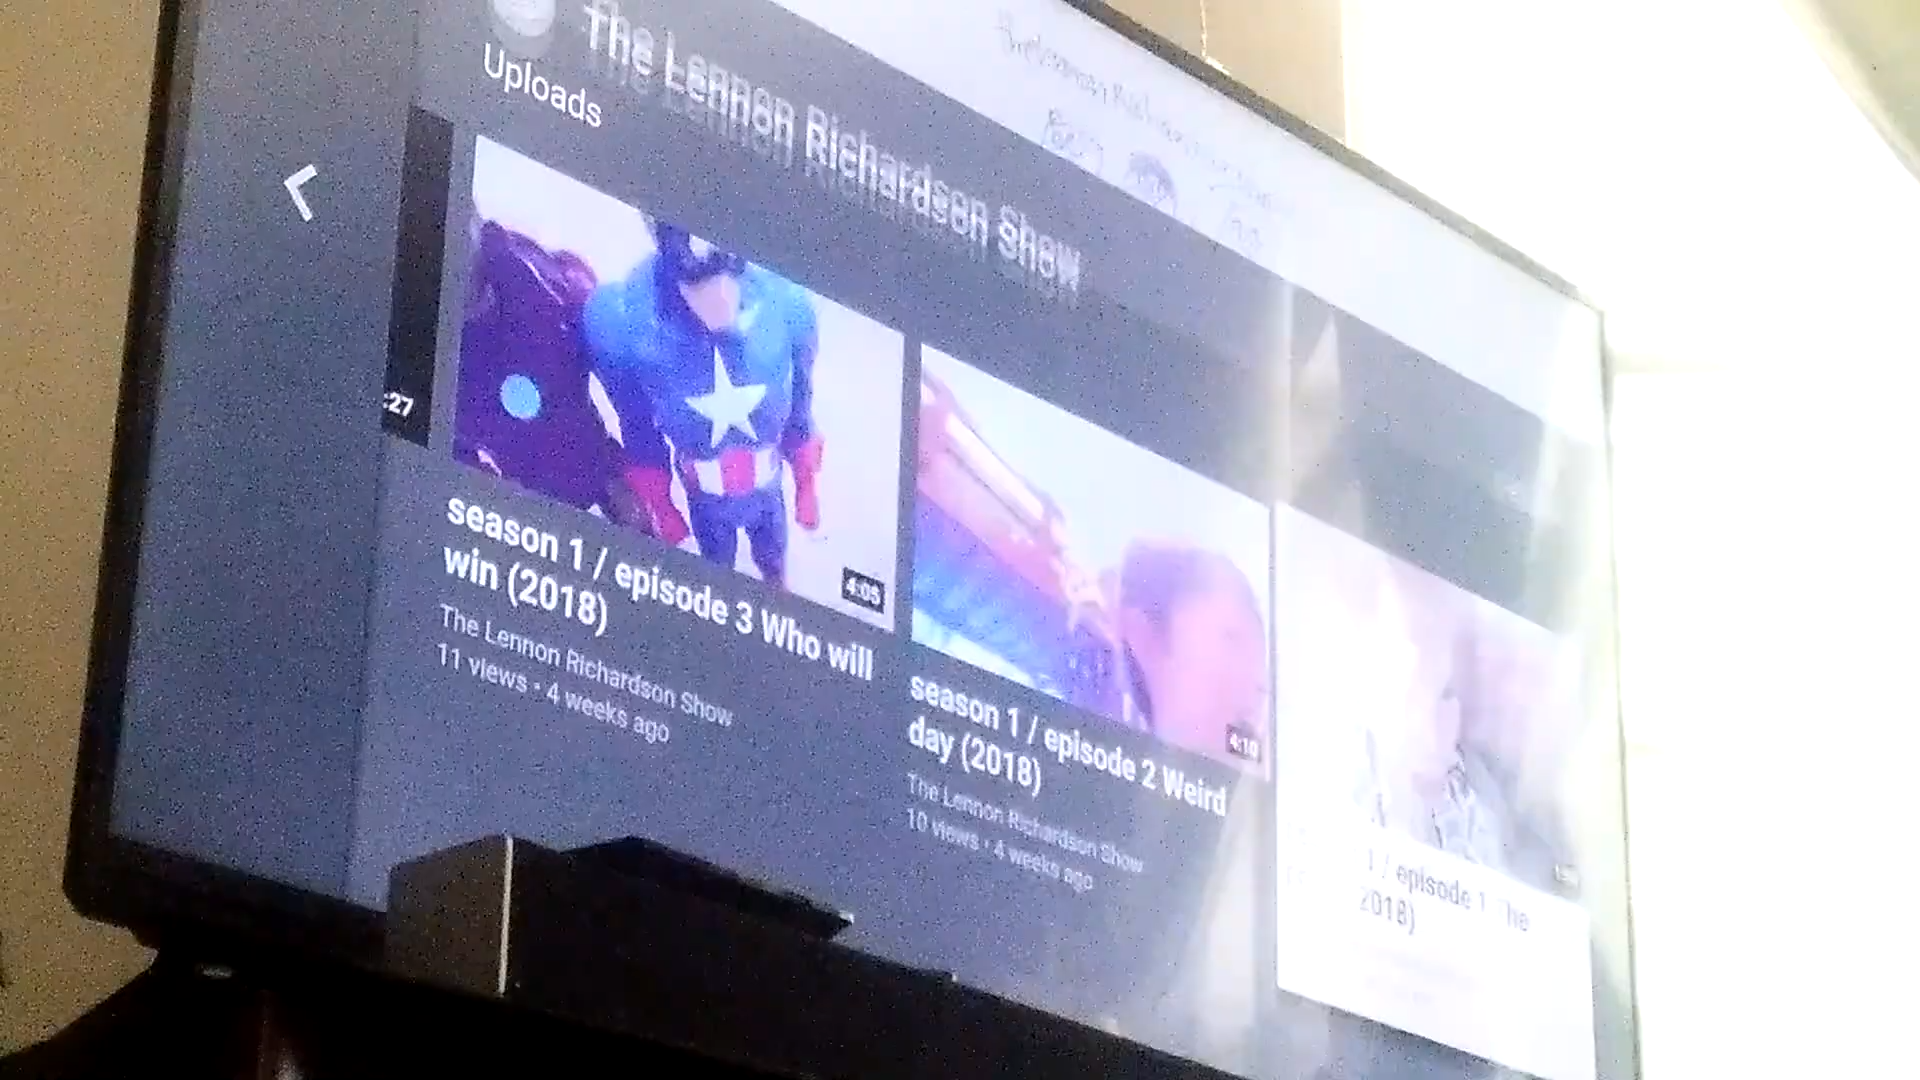 The Lennon Richardson Show
Uploads
:27
4:05
season 1 / episode 3 Who will
win (2018)
The Lennon Richardson Show
11 views • 4 weeks ago
4:10
season 1 / episode 2 Weird
day (2018)
The Lennon Richardson Show
10 views • 4 weeks ago
1 / episode 1 The
2018)